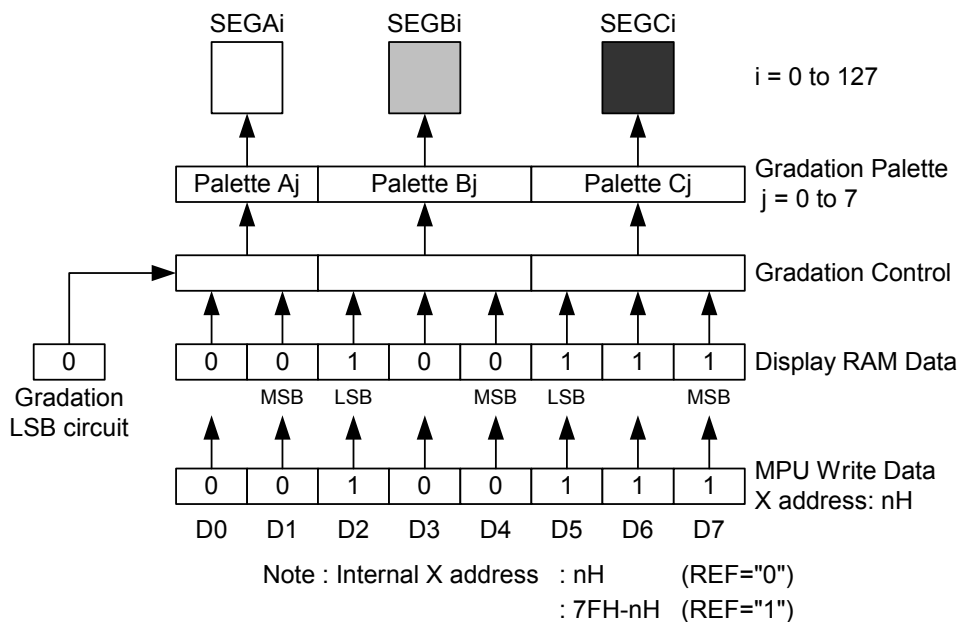 SEGAi SEGBi SEGCi
i = 0 to 127
Palette Aj Palette Bj Palette Cj
Gradation Palette
j = 0 to 7
Gradation Control
0 0 0 1 0 0 1 1 1 Display RAM Data
Gradation
LSB circuit
MSB LSB MSB LSB MSB
0 0 1 0 0 1 1 1
MPU Write Data
X address: nH
D0 D1 D2 D3 D4 D5 D6 D7
Note : Internal X address : nH (REF="0")
: 7FH-nH (REF="1")